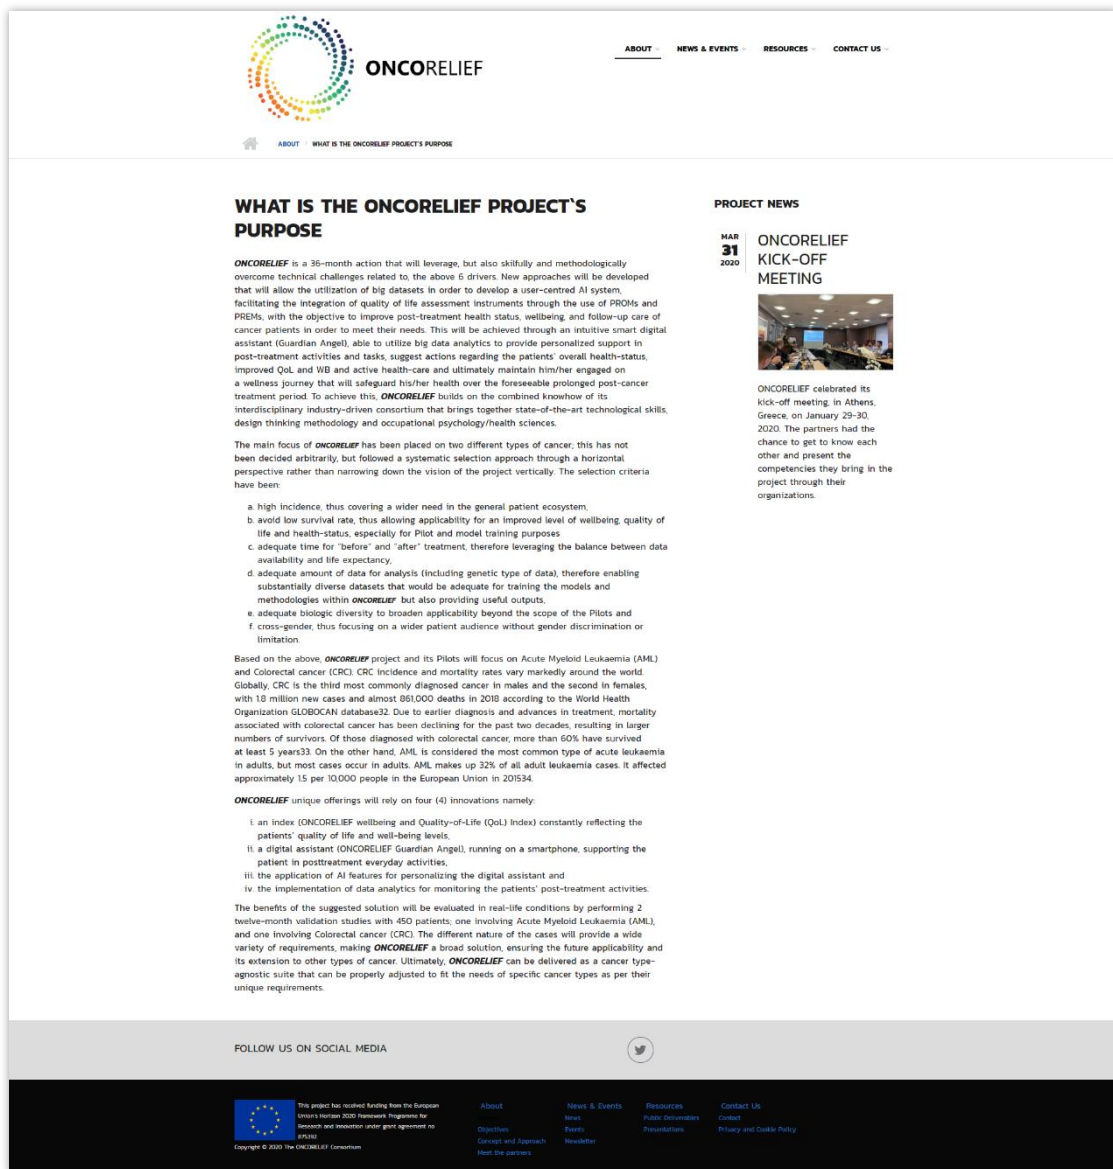 ONCORELIEF
ABOUT
NEWS & EVENTS
RESOURCES
CONTACT US
ABOUT
WHAT IS THE ONCORELIEF PROJECT'S PURPOSE
WHAT IS THE ONCORELIEF PROJECT`S
PURPOSE
ONCORELIEF is a 36-month action that will leverage, but also skilfully and methodologically
overcome technical challenges related to, the above 6 drivers. New approaches will be developed
that will allow the utilization of big datasets in order to develop a user-centred AI system,
facilitating the integration of quality of life assessment instruments through the use of PROMs and
PREMs, with the objective to improve post-treatment health status, wellbeing, and follow-up care of
cancer patients in order to meet their needs. This will be achieved through an intuitive smart digital
assistant (Guardian Angel), able to utilize big data analytics to provide personalized support in
post-treatment activities and tasks, suggest actions regarding the patients' overall health-status,
improved QoL and WB and active health-care and ultimately maintain him/her engaged on
a wellness journey that will safeguard his/her health over the foreseeable prolonged post-cancer
treatment period. To achieve this, ONCORELIEF builds on the combined knowhow of its
interdisciplinary industry-driven consortium that brings together state-of-the-art technological skills,
design thinking methodology and occupational psychology/health sciences.
The main focus of ONCORELIEF has been placed on two different types of cancer; this has not
been decided arbitrarily, but followed a systematic selection approach through a horizontal
perspective rather than narrowing down the vision of the project vertically. The selection criteria
have been:
a. high incidence, thus covering a wider need in the general patient ecosystem,
b. avoid low survival rate, thus allowing applicability for an improved level of wellbeing, quality of
life and health-status, especially for Pilot and model training purposes
c. adequate time for "before" and "after" treatment, therefore leveraging the balance between data
availability and life expectancy,
d. adequate amount of data for analysis (including genetic type of data), therefore enabling
substantially diverse datasets that would be adequate for training the models and
methodologies within ONCORELIEF but also providing useful outputs,
e. adequate biologic diversity to broaden applicability beyond the scope of the Pilots and
f. cross-gender, thus focusing on a wider patient audience without gender discrimination or
limitation.
Based on the above, ONCORELIEF project and its Pilots will focus on Acute Myeloid Leukaemia (AML)
and Colorectal cancer (CRC). CRC incidence and mortality rates vary markedly around the world.
Globally, CRC is the third most commonly diagnosed cancer in males and the second in females,
with 1.8 million new cases and almost 861,000 deaths in 2018 according to the World Health
Organization GLOBOCAN database32. Due to earlier diagnosis and advances in treatment, mortality
associated with colorectal cancer has been declining for the past two decades, resulting in larger
numbers of survivors. Of those diagnosed with colorectal cancer, more than 60% have survived
at least 5 years33. On the other hand, AML is considered the most common type of acute leukaemia
in adults, but most cases occur in adults. AML makes up 32% of all adult leukaemia cases. It affected
approximately 1.5 per 10,000 people in the European Union in 201534.
ONCORELIEF unique offerings will rely on four (4) innovations namely:
i. an index (ONCORELIEF wellbeing and Quality-of-Life (QoL) Index) constantly reflecting the
patients' quality of life and well-being levels,
ii. a digital assistant (ONCORELIEF Guardian Angel), running on a smartphone, supporting the
patient in posttreatment everyday activities,
iii. the application of AI features for personalizing the digital assistant and
iv. the implementation of data analytics for monitoring the patients' post-treatment activities.
The benefits of the suggested solution will be evaluated in real-life conditions by performing 2
twelve-month validation studies with 450 patients; one involving Acute Myeloid Leukaemia (AML),
and one involving Colorectal cancer (CRC). The different nature of the cases will provide a wide
variety of requirements, making ONCORELIEF a broad solution, ensuring the future applicability and
its extension to other types of cancer. Ultimately, ONCORELIEF can be delivered as a cancer type-
agnostic suite that can be properly adjusted to fit the needs of specific cancer types as per their
unique requirements.
PROJECT NEWS
MAR
31
2020
ONCORELIEF
KICK-OFF
MEETING
ONCORELIEF celebrated its
kick-off meeting, in Athens,
Greece, on January 29-30,
2020. The partners had the
chance to get to know each
other and present the
competencies they bring in the
project through their
organizations.
FOLLOW US ON SOCIAL MEDIA
This project has received funding from the European
Union's Horizon 2020 Framework Programme for
Research and Innovation under grant agreement no
875392
Copyright © 2020 The ONCORELIEF Consortium
About
Objectives
Concept and Approach
Meet the partners
News & Events
News
Events
Newsletter
Resources
Public Deliverables
Presentations
Contact Us
Contact
Privacy and Cookie Policy